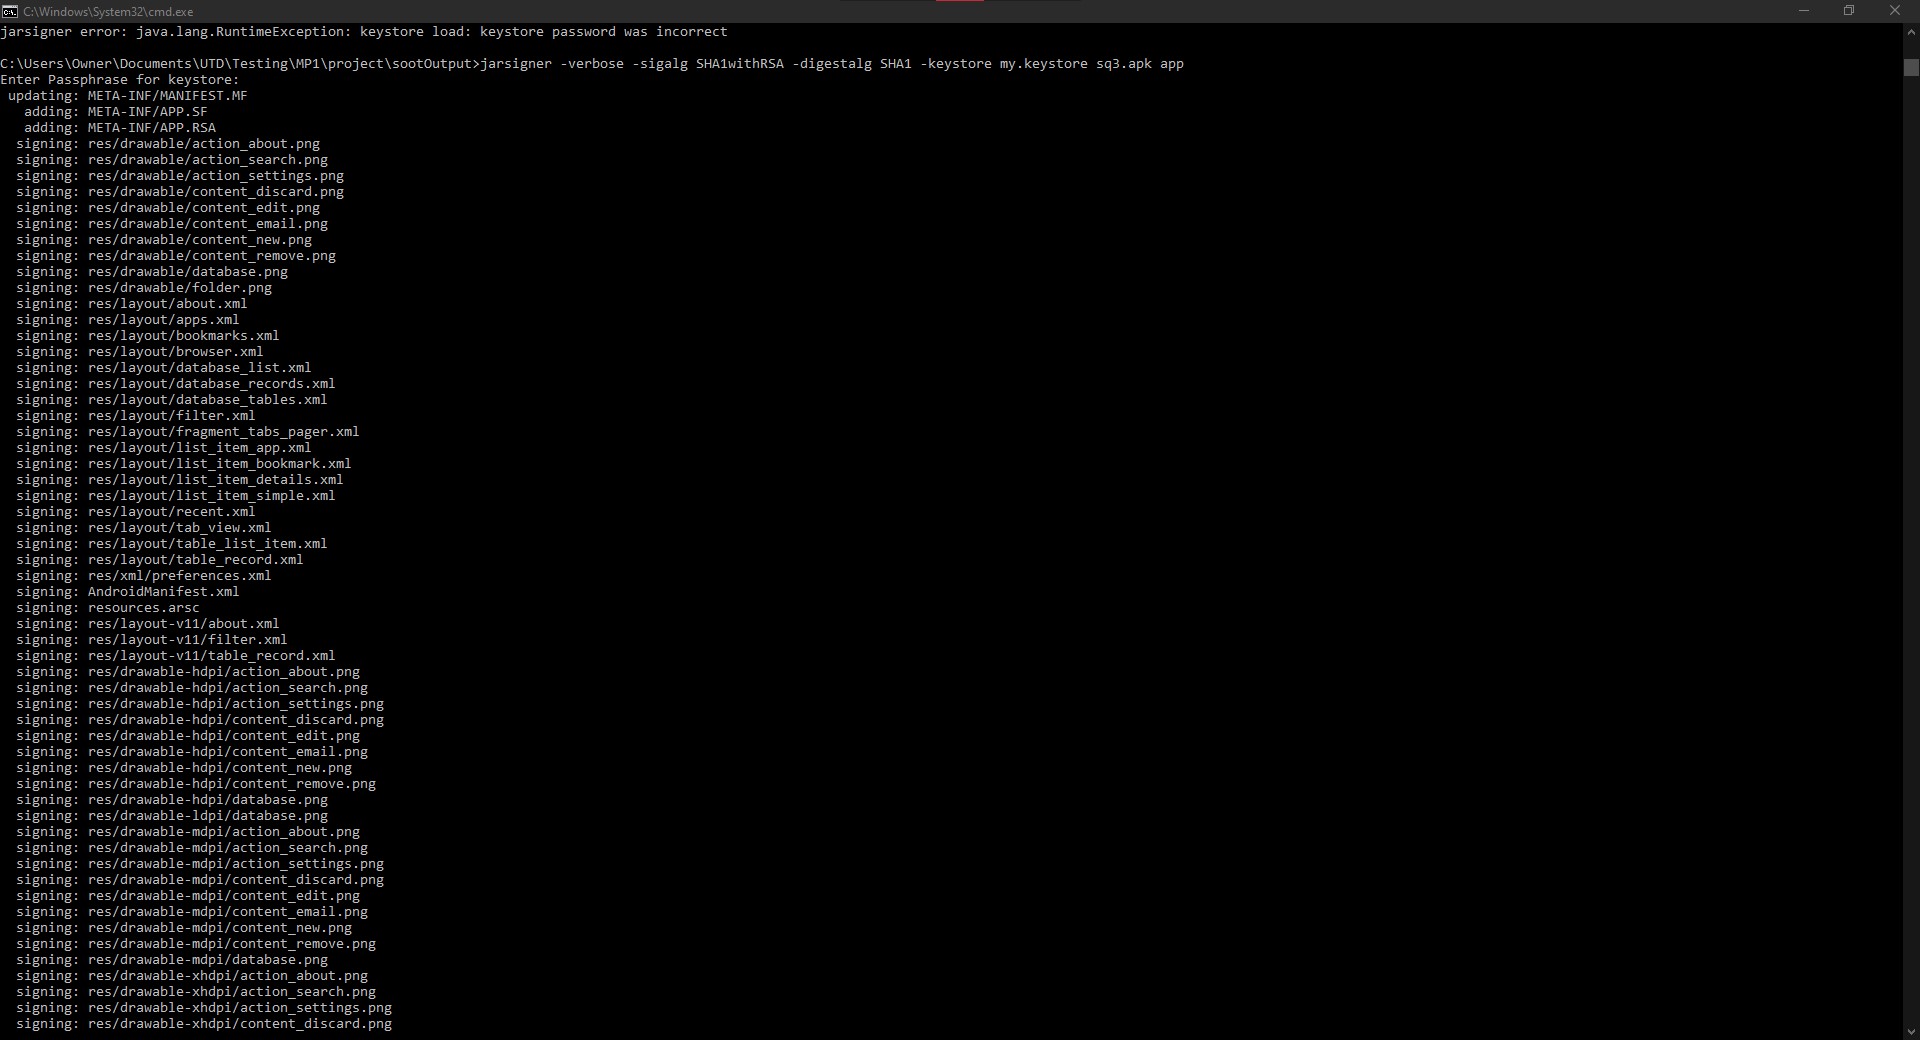 C:\Windows\System32\cmd.exe
jarsigner error: java.lang.RuntimeException: keystore load: keystore password was incorrect
C:\Users\Owner\Documents\UTD\Testing\MP1\project\sootOutput>jarsigner -verbose -sigalg SHA1withRSA -digestalg SHA1 -keystore my.keystore sq3.apk app
Enter Passphrase for keystore:
updating: META-INF/MANIFEST.MF
adding: META-INF/APP.SF
adding: META-INF/APP.RSA
signing: res/drawable/action_about.png
signing: res/drawable/action_search.png
signing: res/drawable/action_settings.png
signing: res/drawable/content_discard.png
signing: res/drawable/content_edit.png
signing: res/drawable/content_email.png
signing: res/drawable/content_new.png
signing: res/drawable/content_remove.png
signing: res/drawable/database.png
signing: res/drawable/folder.png
signing: res/layout/about.xml
signing: res/layout/apps.xml
signing: res/layout/bookmarks.xml
signing: res/layout/browser.xml
signing: res/layout/database_list.xml
signing: res/layout/database_records.xml
signing: res/layout/database_tables.xml
signing: res/layout/filter.xml
signing: res/layout/fragment_tabs_pager.xml
signing: res/layout/list_item_app.xml
signing: res/layout/list_item_bookmark.xml
signing: res/layout/list_item_details.xml
signing: res/layout/list_item_simple.xml
signing: res/layout/recent.xml
signing: res/layout/tab_view.xml
signing: res/layout/table_list_item.xml
signing: res/layout/table_record.xml
signing: res/xml/preferences.xml
signing: AndroidManifest.xml
signing: resources.arsc
signing: res/layout-v11/about.xml
signing: res/layout-v11/filter.xml
signing: res/layout-v11/table_record.xml
signing: res/drawable-hdpi/action_about.png
signing: res/drawable-hdpi/action_search.png
signing: res/drawable-hdpi/action_settings.png
signing: res/drawable-hdpi/content_discard.png
signing: res/drawable-hdpi/content_edit.png
signing: res/drawable-hdpi/content_email.png
signing: res/drawable-hdpi/content_new.png
signing: res/drawable-hdpi/content_remove.png
signing: res/drawable-hdpi/database.png
signing: res/drawable-ldpi/database.png
signing: res/drawable-mdpi/action_about.png
signing: res/drawable-mdpi/action_search.png
signing: res/drawable-mdpi/action_settings.png
signing: res/drawable-mdpi/content_discard.png
signing: res/drawable-mdpi/content_edit.png
signing: res/drawable-mdpi/content_email.png
signing: res/drawable-mdpi/content_new.png
signing: res/drawable-mdpi/content_remove.png
signing: res/drawable-mdpi/database.png
signing: res/drawable-xhdpi/action_about.png
signing: res/drawable-xhdpi/action_search.png
signing: res/drawable-xhdpi/action_settings.png
signing: res/drawable-xhdpi/content_discard.png